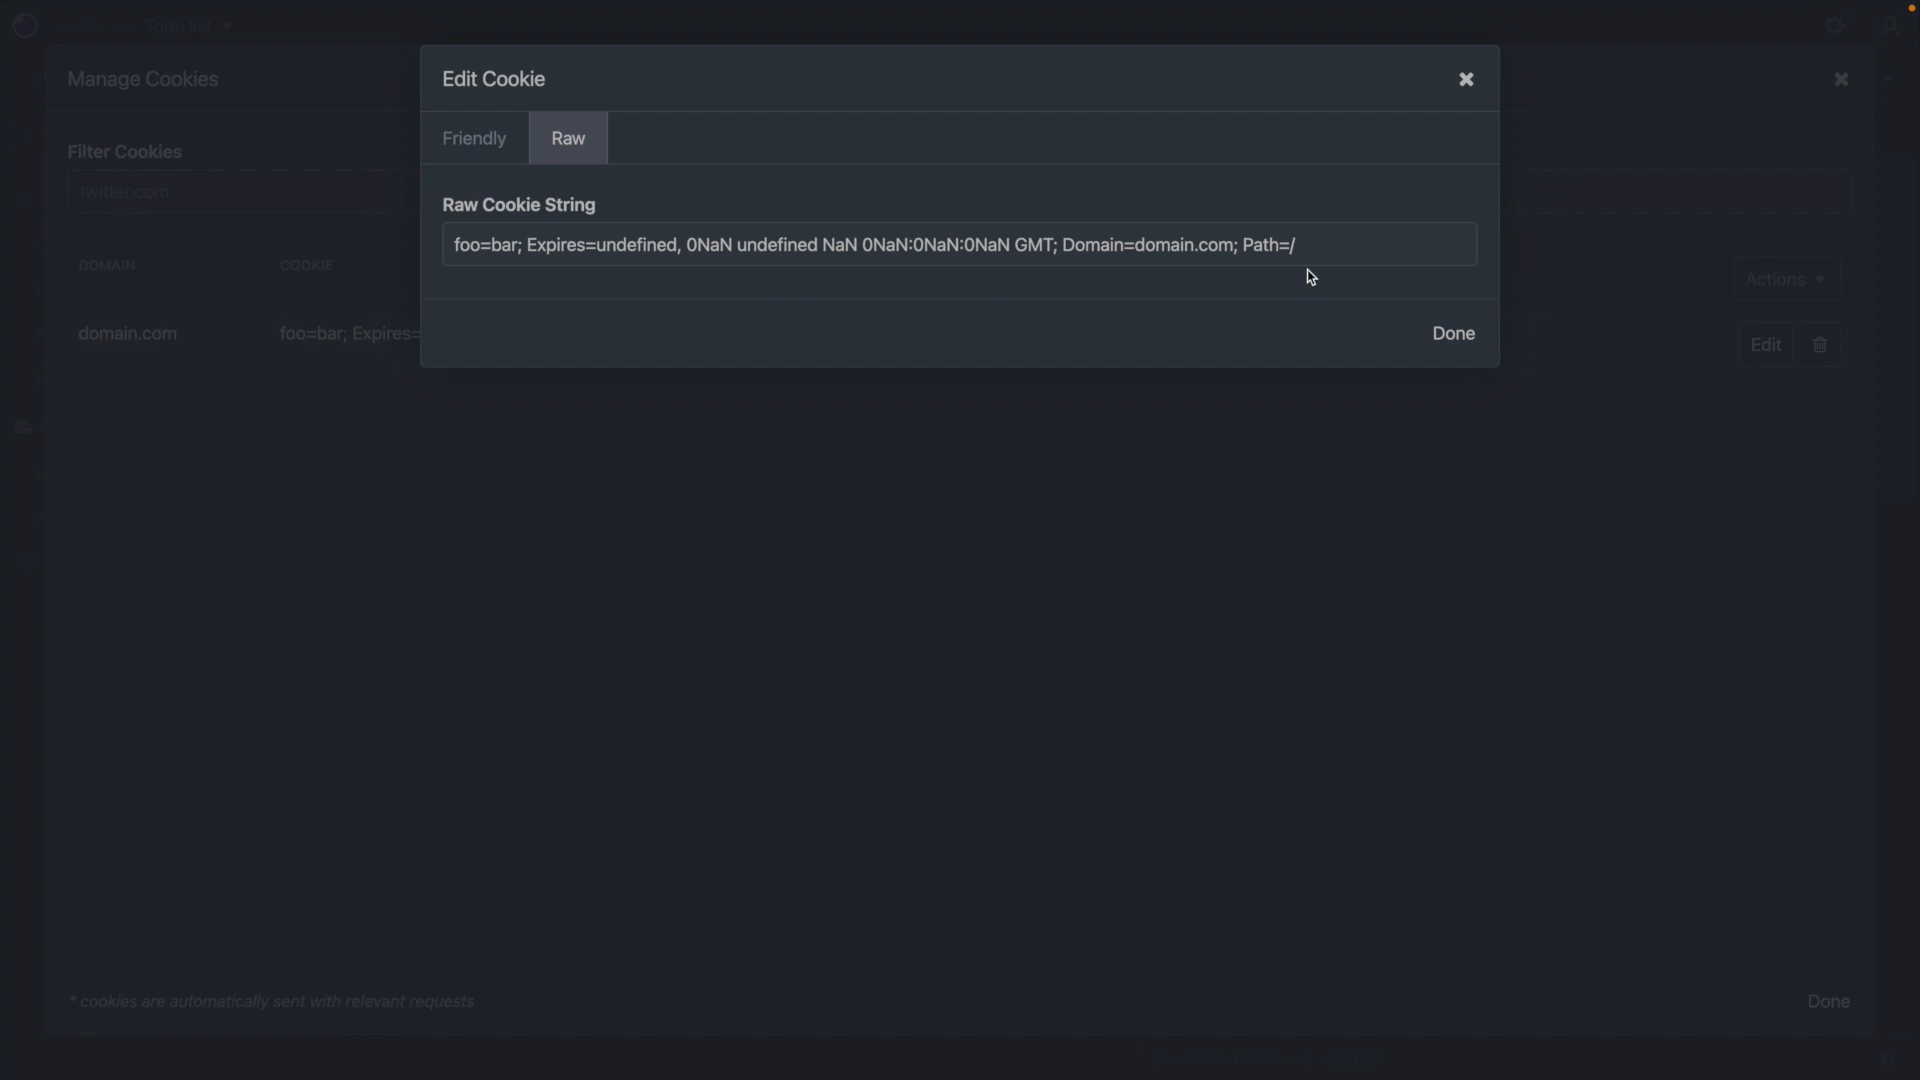 Todo list
Manage Cookies
Edit Cookie
Friendly
Raw
Filter Cookies
twitter.com
Raw Cookie String
foo=bar; Expires=undefined, 0NaN undefined NaN 0NaN:0NaN:0NaN GMT; Domain=domain.com; Path=/
DOMAIN
COOKIE
Actions
domain.com
foo=bar; Expires=
Done
Edit
* cookies are automatically sent with relevant requests
Done